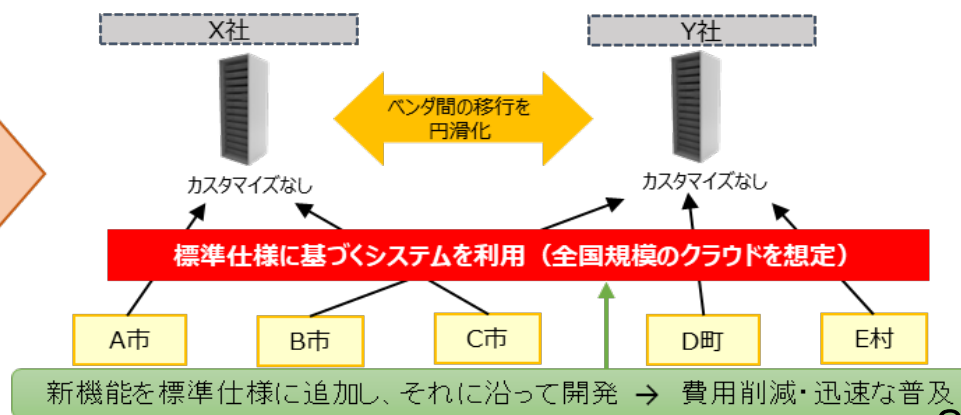 X社
Y社
ベンダ間の移行を
円滑化
カスタマイズなし
カスタマイズなし
標準仕様に基づくシステムを利用（全国規模のクラウドを想定）
A市
B市
C市
D町
E村
新機能を標準仕様に追加し、それに沿って開発 → 費用削減・迅速な普及